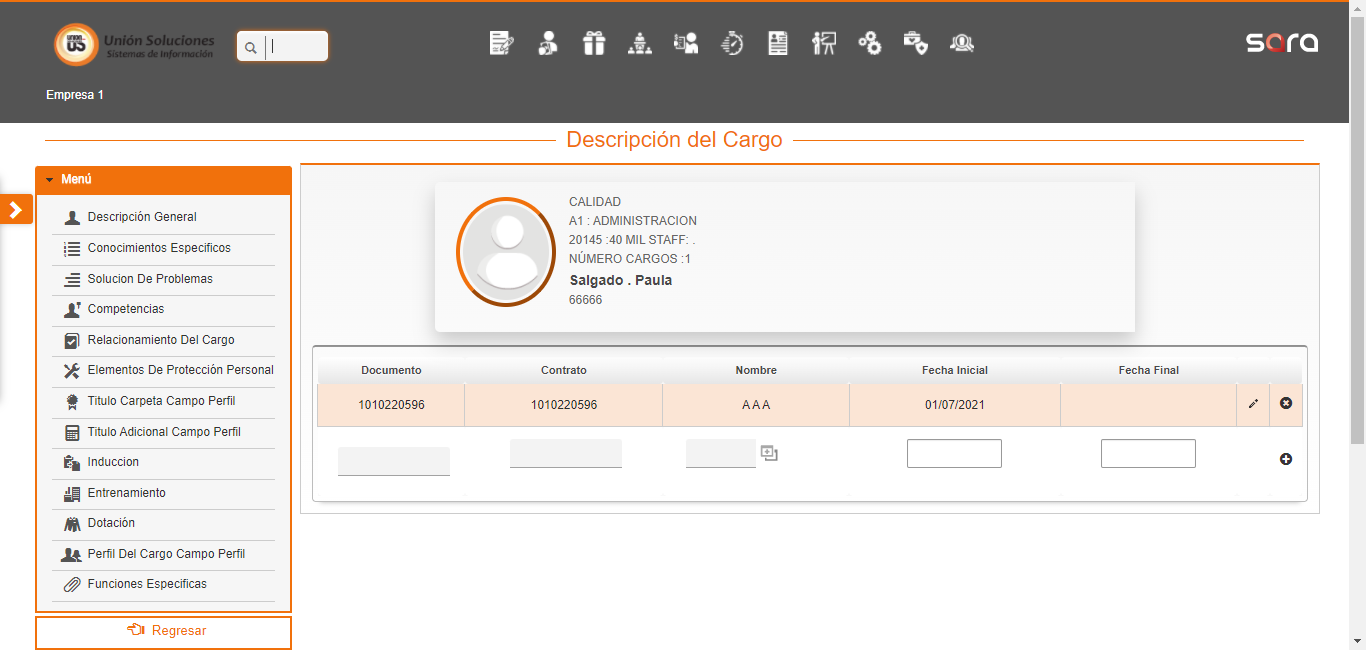 UNION
US
Unión Soluciones
Sistemas de Información
sara
Empresa 1
Descripción del Cargo
Menú
Descripción General
Conocimientos Especificos
Solucion De Problemas
Competencias
Relacionamiento Del Cargo
Elementos De Protección Personal
Titulo Carpeta Campo Perfil
Titulo Adicional Campo Perfil
Induccion
Entrenamiento
Dotación
Perfil Del Cargo Campo Perfil
Funciones Especificas
Regresar
CALIDAD
A1 : ADMINISTRACION
20145 :40 MIL STAFF: .
NÚMERO CARGOS :1
Salgado . Paula
66666
Documento Contrato Nombre Fecha Inicial Fecha Final
1010220596 1010220596 A A A 01/07/2021